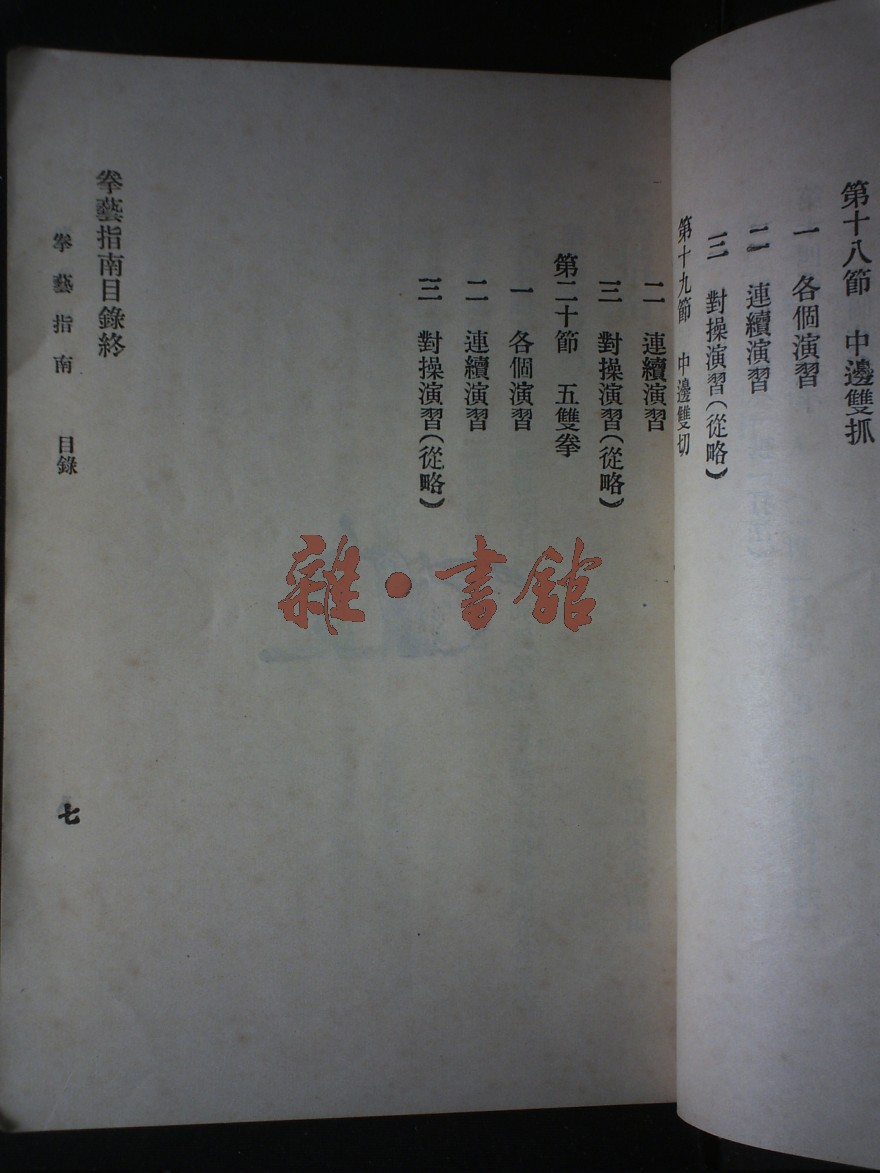 第十八節　中邊雙抓
一　各個演習
二　連續演習
三　對操演習(從略)
第十九節　中邊雙切
二　連續演習
三　對操演習(從略)
第二十節　五雙拳
一　各個演習
二　連續演習
三　對操演習(從略)
拳藝指南目錄終
拳藝指南　目錄
七
雜·書館